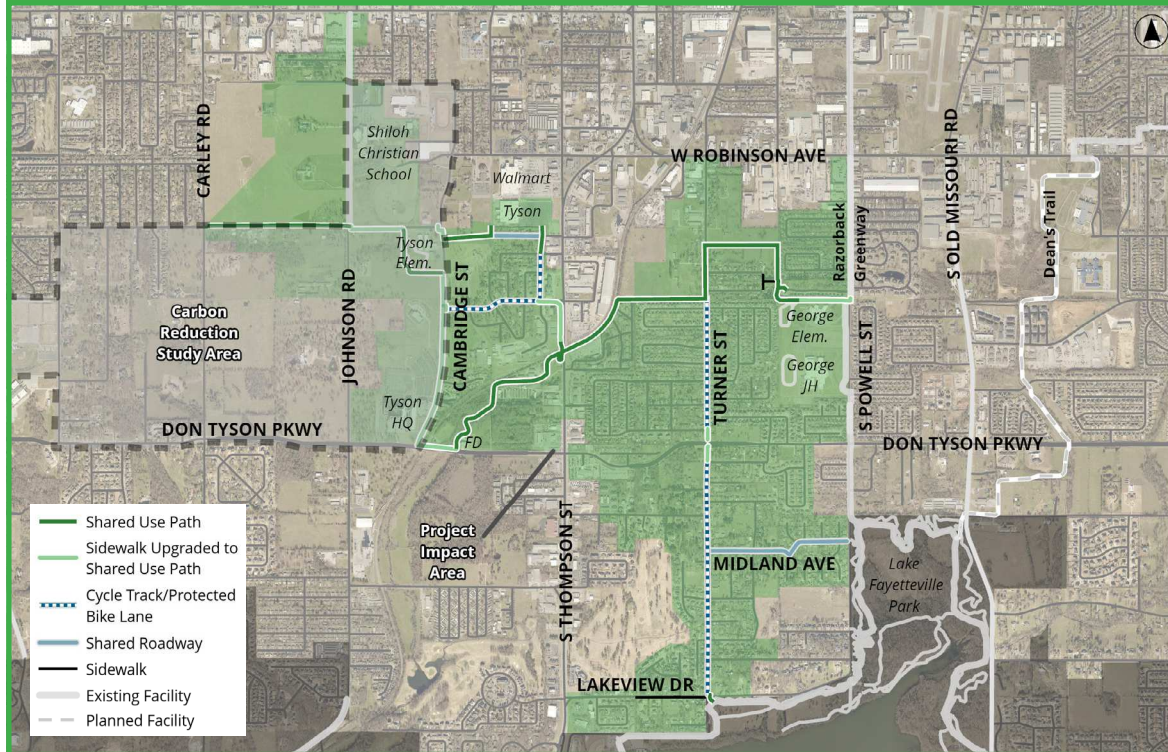 W ROBINSON AVE
CARLEY RD
Shiloh
Christian
School
Walmart
Tyson
Tyson
Elem.
Razorback
Greenway
S OLD MISSOURI RD
Dean's Trail
Carbon
Reduction
Study Area
JOHNSON RD
CAMBRIDGE ST
George
Elem.
George
JH
TURNER ST
S POWELL ST
Tyson
HQ
FD
DON TYSON PKWY
DON TYSON PKWY
Project
Impact
Area
S THOMPSON ST
MIDLAND AVE
Lake
Fayetteville
Park
LAKEVIEW DR
Shared Use Path
Sidewalk Upgraded to
Shared Use Path
Cycle Track/Protected
Bike Lane
Shared Roadway
Sidewalk
Existing Facility
Planned Facility